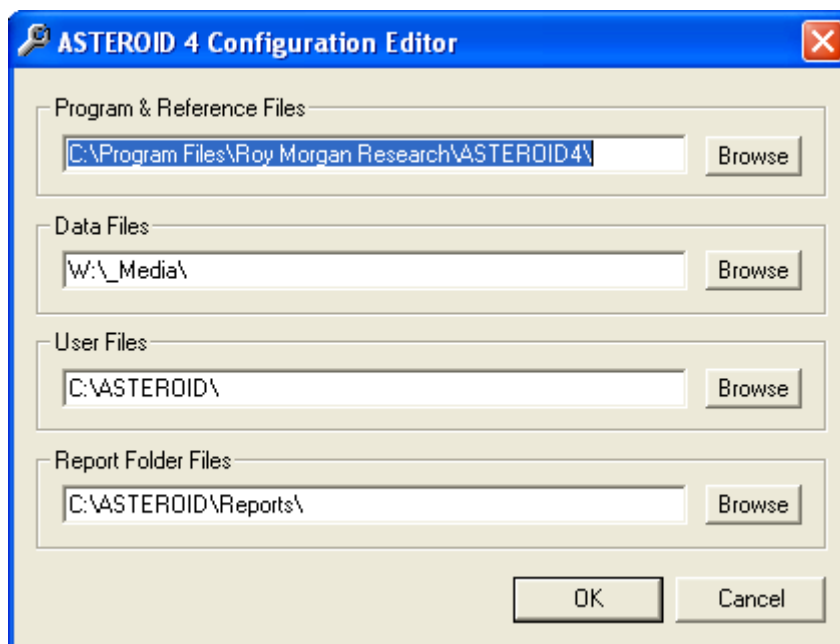 ASTEROID 4 Configuration Editor
Program & Reference Files
C:\Program Files\Roy Morgan Research\ASTEROID4\
Browse
Data Files
W:\_Media\
Browse
User Files
C:\ASTEROID\
Browse
Report Folder Files
C:\ASTEROID\Reports\
Browse
OK
Cancel